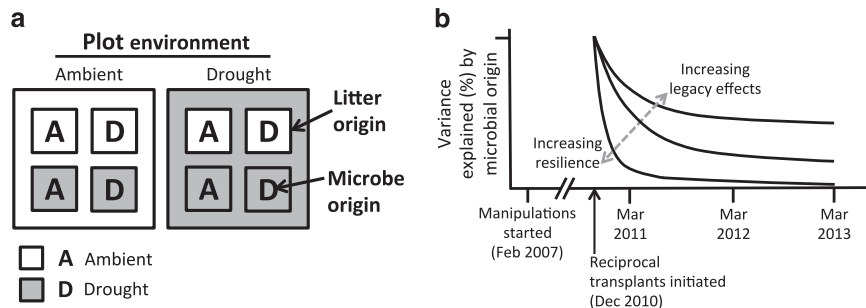 a
Plot environment
Ambient
Drought
A D A D
A D A D
Litter
origin
Microbe
origin
A Ambient
D Drought
b
Variance
explained (%) by
microbial origin
Increasing
legacy effects
Increasing
resilience
Manipulations
started
(Feb 2007)
Mar
2011
Mar
2012
Mar
2013
Reciprocal
transplants initiated
(Dec 2010)